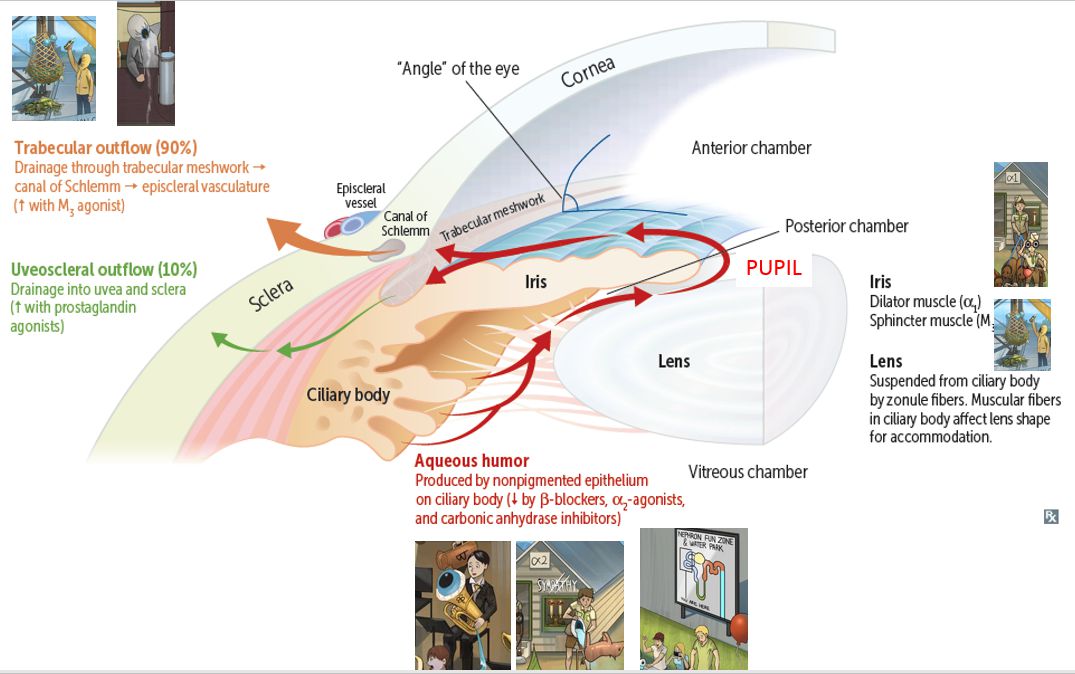 "Angle" of the eye
Cornea
Trabecular outflow (90%)
Drainage through trabecular meshwork →
canal of Schlemm → episcleral vasculature
(↑ with M3 agonist)
Anterior chamber
Episcleral
vessel
Canal of
Schlemm
Trabecular meshwork
α1
Posterior chamber
Uveoscleral outflow (10%)
Drainage into uvea and sclera
(↑ with prostaglandin
agonists)
Sclera
Iris
PUPIL
Iris
Dilator muscle (α1)
Sphincter muscle (M
Lens
Lens
Suspended from ciliary body
by zonule fibers. Muscular fibers
in ciliary body affect lens shape
for accommodation.
Ciliary body
Aqueous humor
Produced by nonpigmented epithelium
on ciliary body (↓ by β-blockers, α2-agonists,
and carbonic anhydrase inhibitors)
Vitreous chamber
Rx
α2
SYMPATHY
NEPHRON FUN ZONE
& WATER PARK
YOU ARE HERE